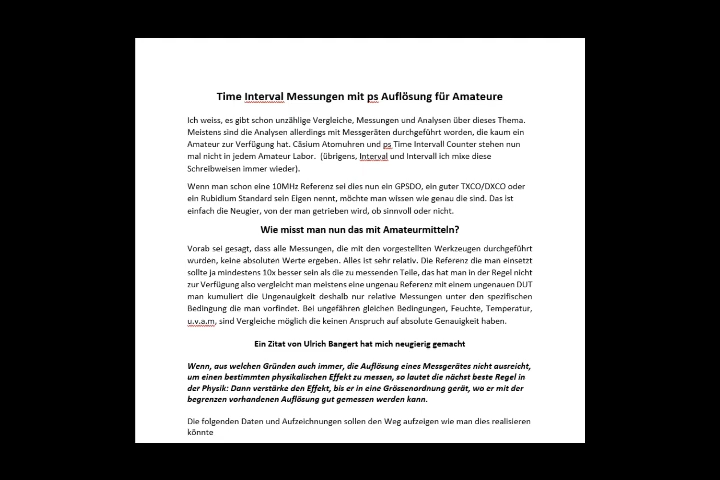 Time Interval Messungen mit ps Auflösung für Amateure
Ich weiss, es gibt schon unzählige Vergleiche, Messungen und Analysen über dieses Thema.
Meistens sind die Analysen allerdings mit Messgeräten durchgeführt worden, die kaum ein
Amateur zur Verfügung hat. Cäsium Atomuhren und ps Time Intervall Counter stehen nun
mal nicht in jedem Amateur Labor. (übrigens, Interval und Intervall ich mixe diese
Schreibweisen immer wieder).
Wenn man schon eine 10MHz Referenz sei dies nun ein GPSDO, ein guter TXCO/DXCO oder
ein Rubidium Standard sein Eigen nennt, möchte man wissen wie genau die sind. Das ist
einfach die Neugier, von der man getrieben wird, ob sinnvoll oder nicht.
Wie misst man nun das mit Amateurmitteln?
Vorab sei gesagt, dass alle Messungen, die mit den vorgestellten Werkzeugen durchgeführt
wurden, keine absoluten Werte ergeben. Alles ist sehr relativ. Die Referenz die man einsetzt
sollte ja mindestens 10x besser sein als die zu messenden Teile, das hat man in der Regel nicht
zur Verfügung also vergleicht man meistens eine ungenau Referenz mit einem ungenauen DUT
man kumuliert die Ungenauigkeit deshalb nur relative Messungen unter den spezifischen
Bedingung die man vorfindet. Bei ungefähren gleichen Bedingungen, Feuchte, Temperatur,
u.v.a.m, sind Vergleiche möglich die keinen Anspruch auf absolute Genauigkeit haben.
Ein Zitat von Ulrich Bangert hat mich neugierig gemacht
Wenn, aus welchen Gründen auch immer, die Auflösung eines Messgerätes nicht ausreicht,
um einen bestimmten physikalischen Effekt zu messen, so lautet die nächst beste Regel in
der Physik: Dann verstärke den Effekt, bis er in eine Grössenordnung gerät, wo er mit der
begrenzen vorhandenen Auflösung gut gemessen werden kann.
Die folgenden Daten und Aufzeichnungen sollen den Weg aufzeigen wie man dies realisieren
könnte